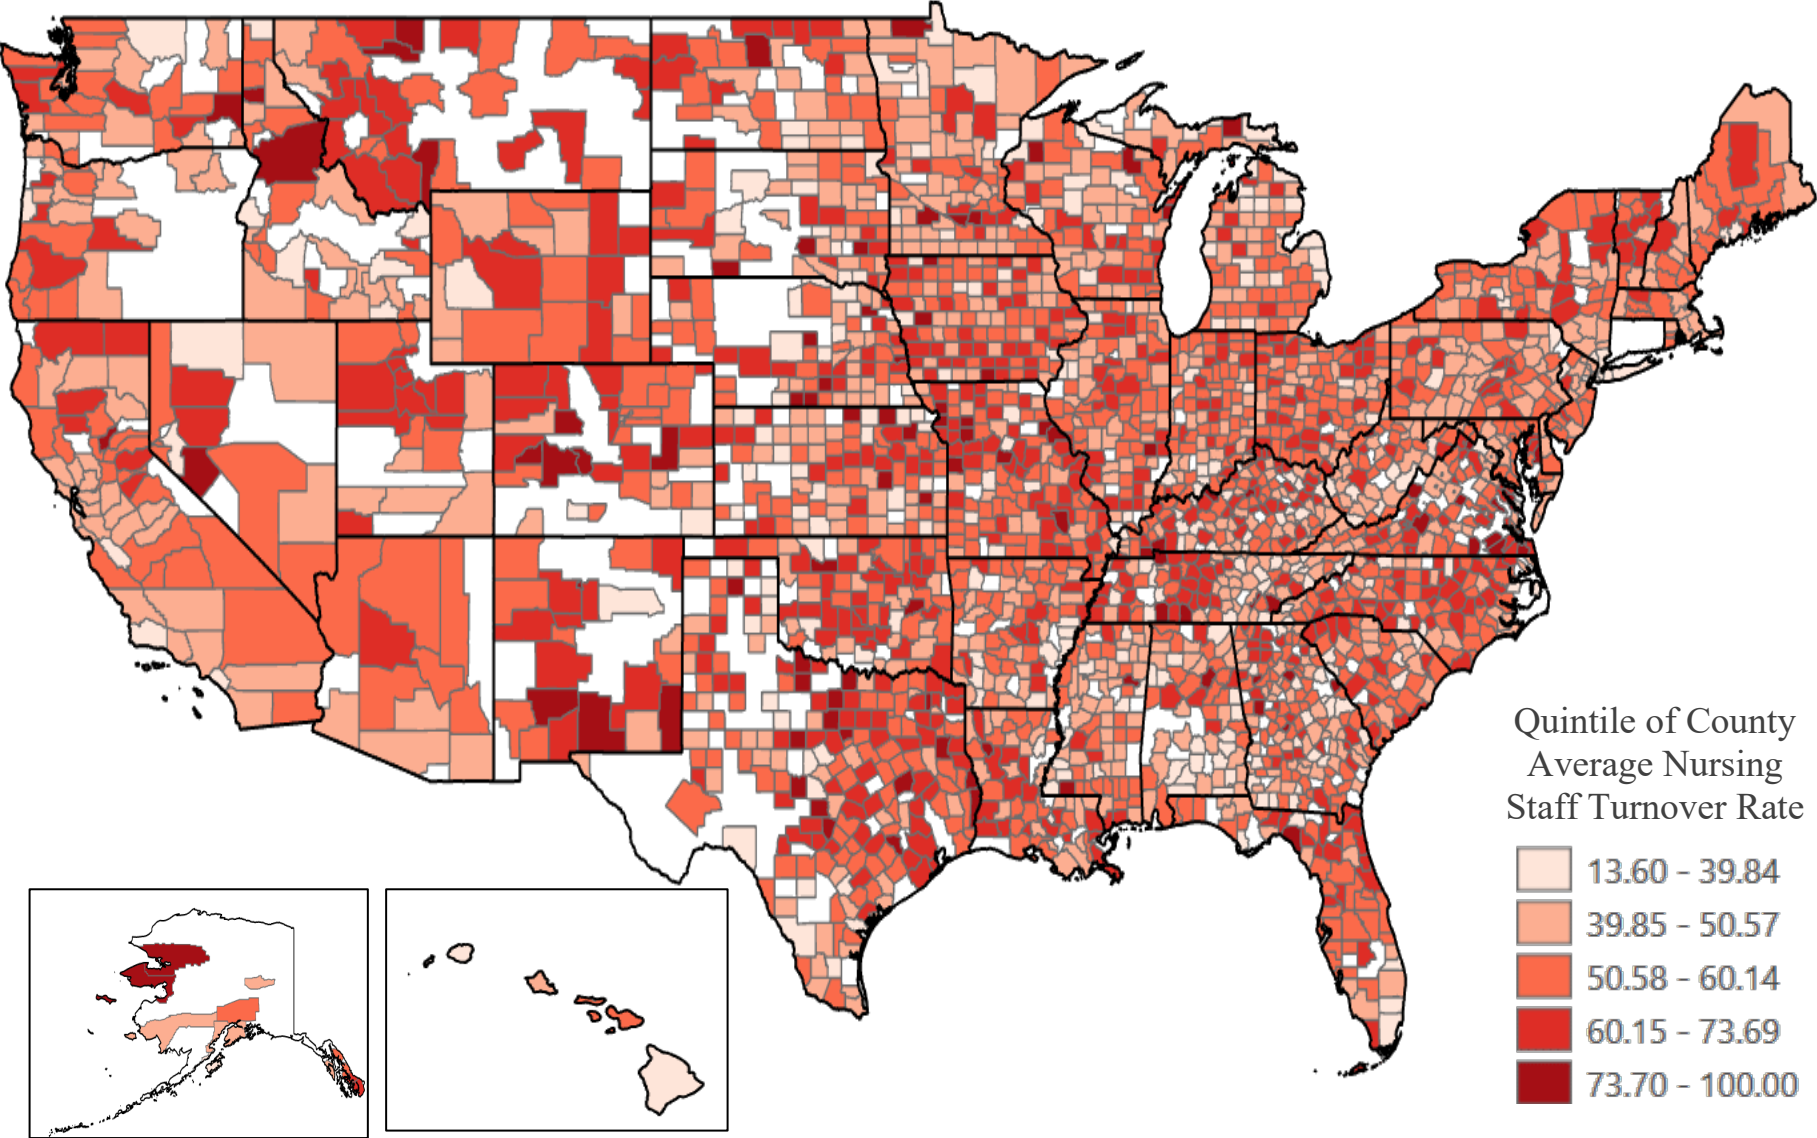 Quintile of County
Average Nursing
Staff Turnover Rate
13.60 - 39.84
39.85 - 50.57
50.58 - 60.14
60.15 - 73.69
73.70 - 100.00